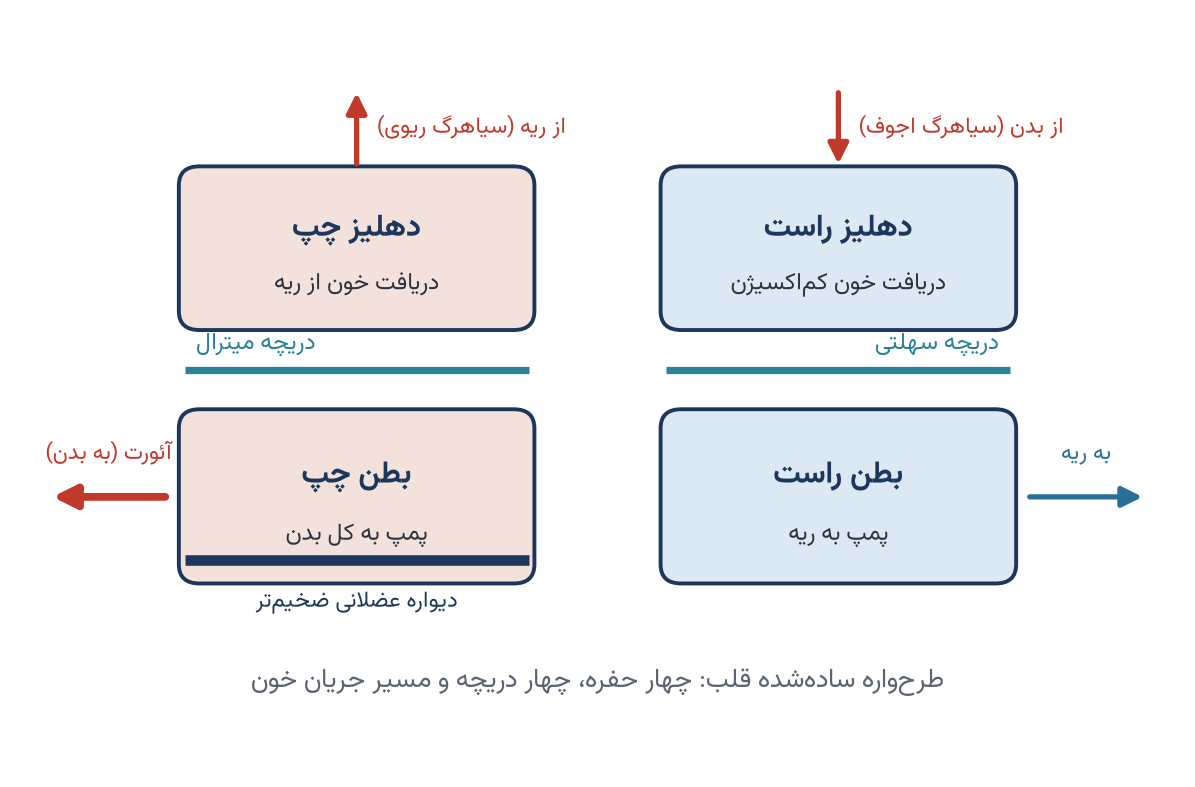 از بدن (سیاهرگ اجوف)
از ریه (سیاهرگ ریوی)
دهلیز راست
دریافت خون کم‌اکسیژن
دهلیز چپ
دریافت خون از ریه
دریچه سهلتی
دریچه میترال
به ریه
بطن راست
پمپ به ریه
بطن چپ
پمپ به کل بدن
آئورت (به بدن)
دیواره عضلانی ضخیم‌تر
طرح‌واره ساده‌شده قلب: چهار حفره، چهار دریچه و مسیر جریان خون